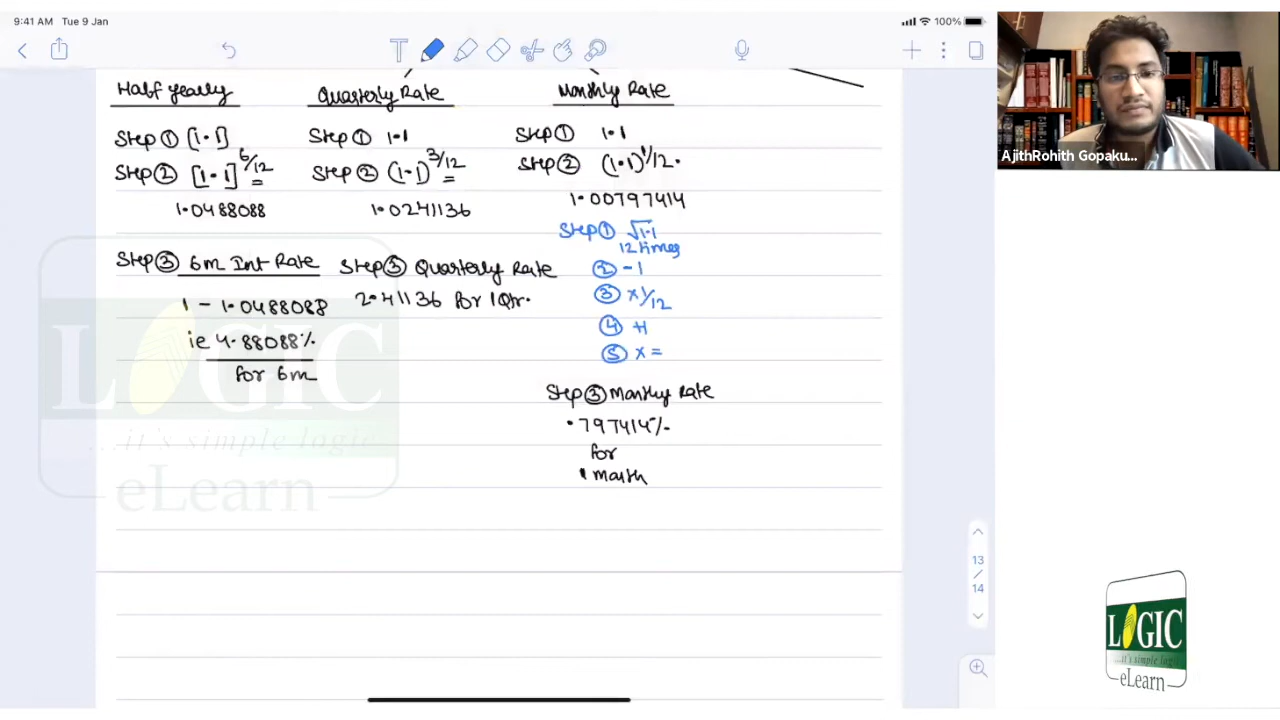 9:41 AM Tue 9 Jan
100%
T
Half yearly
Step ① [1.1]
Step ② [1.1]^6/12
1.0488088
Step ③ 6m Int Rate
1 - 1.0488088
ie 4.88088%
for 6m
Quarterly Rate
Step ① 1.1
Step ② (1.1)^3/12
1.0241136
Step ③ Quarterly Rate
2.41136 for 1Qtr.
Monthly Rate
Step ① 1.1
Step ② (1.1)^1/12.
1.00797414
Step ① √1.1
12 times
② -1
③ x 1/12
④ +1
⑤ x =
Step ③ Monthly Rate
.797414%
for
1 month
AjithRohith Gopaku...
LOGIC
...it's simple logic
eLearn
13
/
14
LOGIC
...it's simple logic
eLearn